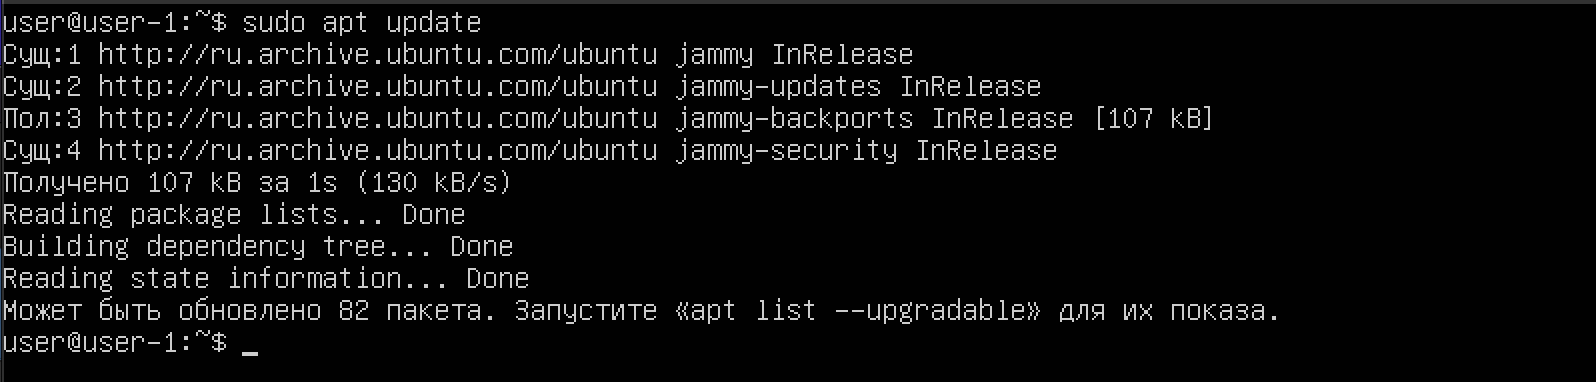 user@user-1:~$ sudo apt update
Сущ:1 http://ru.archive.ubuntu.com/ubuntu jammy InRelease
Сущ:2 http://ru.archive.ubuntu.com/ubuntu jammy-updates InRelease
Пол:3 http://ru.archive.ubuntu.com/ubuntu jammy-backports InRelease [107 kB]
Сущ:4 http://ru.archive.ubuntu.com/ubuntu jammy-security InRelease
Получено 107 kB за 1s (130 kB/s)
Reading package lists... Done
Building dependency tree... Done
Reading state information... Done
Может быть обновлено 82 пакета. Запустите «apt list --upgradable» для их показа.
user@user-1:~$ _